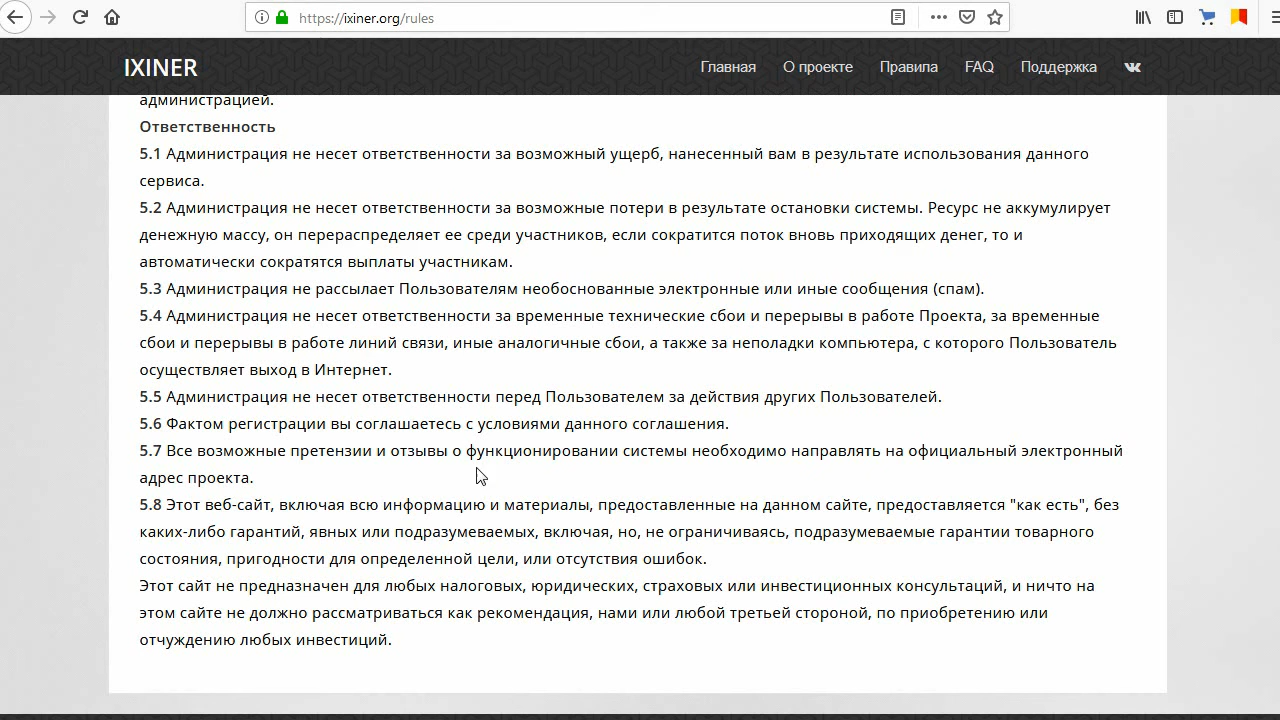 https://ixiner.org/rules
IXINER
Главная О проекте Правила FAQ Поддержка
администрацией.
Ответственность
5.1 Администрация не несет ответственности за возможный ущерб, нанесенный вам в результате использования данного
сервиса.
5.2 Администрация не несет ответственности за возможные потери в результате остановки системы. Ресурс не аккумулирует
денежную массу, он перераспределяет ее среди участников, если сократится поток вновь приходящих денег, то и
автоматически сократятся выплаты участникам.
5.3 Администрация не рассылает Пользователям необоснованные электронные или иные сообщения (спам).
5.4 Администрация не несет ответственности за временные технические сбои и перерывы в работе Проекта, за временные
сбои и перерывы в работе линий связи, иные аналогичные сбои, а также за неполадки компьютера, с которого Пользователь
осуществляет выход в Интернет.
5.5 Администрация не несет ответственности перед Пользователем за действия других Пользователей.
5.6 Фактом регистрации вы соглашаетесь с условиями данного соглашения.
5.7 Все возможные претензии и отзывы о функционировании системы необходимо направлять на официальный электронный
адрес проекта.
5.8 Этот веб-сайт, включая всю информацию и материалы, предоставленные на данном сайте, предоставляется "как есть", без
каких-либо гарантий, явных или подразумеваемых, включая, но, не ограничиваясь, подразумеваемые гарантии товарного
состояния, пригодности для определенной цели, или отсутствия ошибок.
Этот сайт не предназначен для любых налоговых, юридических, страховых или инвестиционных консультаций, и ничто на
этом сайте не должно рассматриваться как рекомендация, нами или любой третьей стороной, по приобретению или
отчуждению любых инвестиций.